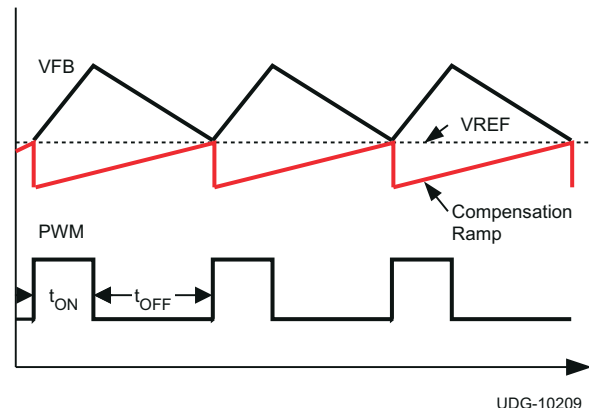 VFB
VREF
Compensation
Ramp
PWM
tON
tOFF
UDG-10209